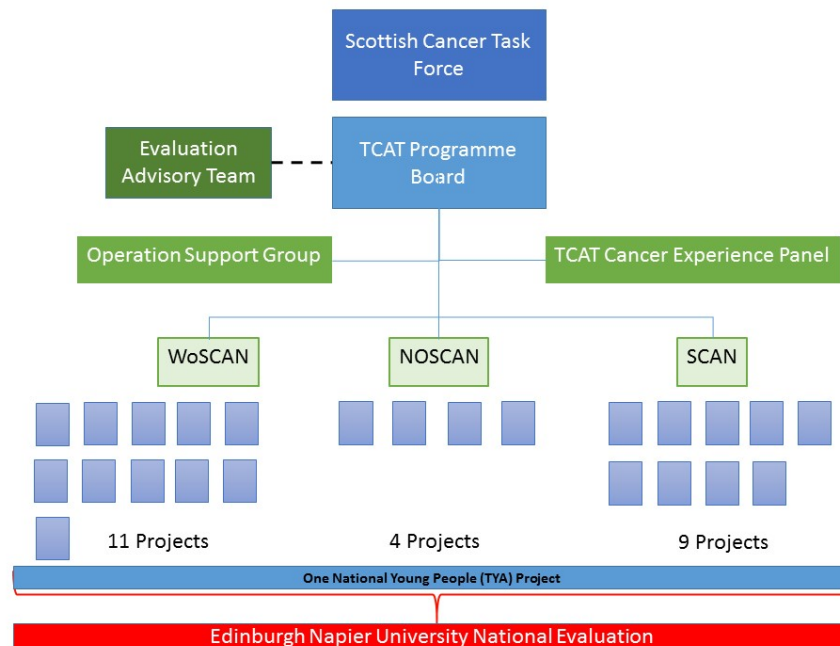 Scottish Cancer Task
Force
Evaluation
Advisory Team
TCAT Programme
Board
Operation Support Group
TCAT Cancer Experience Panel
WoSCAN
NOSCAN
SCAN
11 Projects
4 Projects
9 Projects
One National Young People (TYA) Project
Edinburgh Napier University National Evaluation